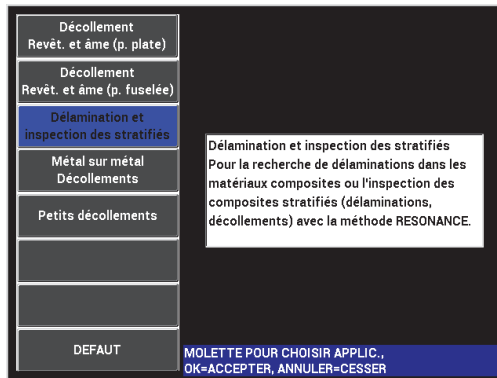 Décollement
Revêt. et âme (p. plate)
Décollement
Revêt. et âme (p. fuselée)
Délamination et
inspection des stratifiés
Métal sur métal
Décollements
Petits décollements
DEFAUT
Délamination et inspection des stratifiés
Pour la recherche de délaminations dans les
matériaux composites ou l'inspection des
composites stratifiés (délaminations,
décollements) avec la méthode RESONANCE.
MOLETTE POUR CHOISIR APPLIC.,
OK=ACCEPTER, ANNULER=CESSER